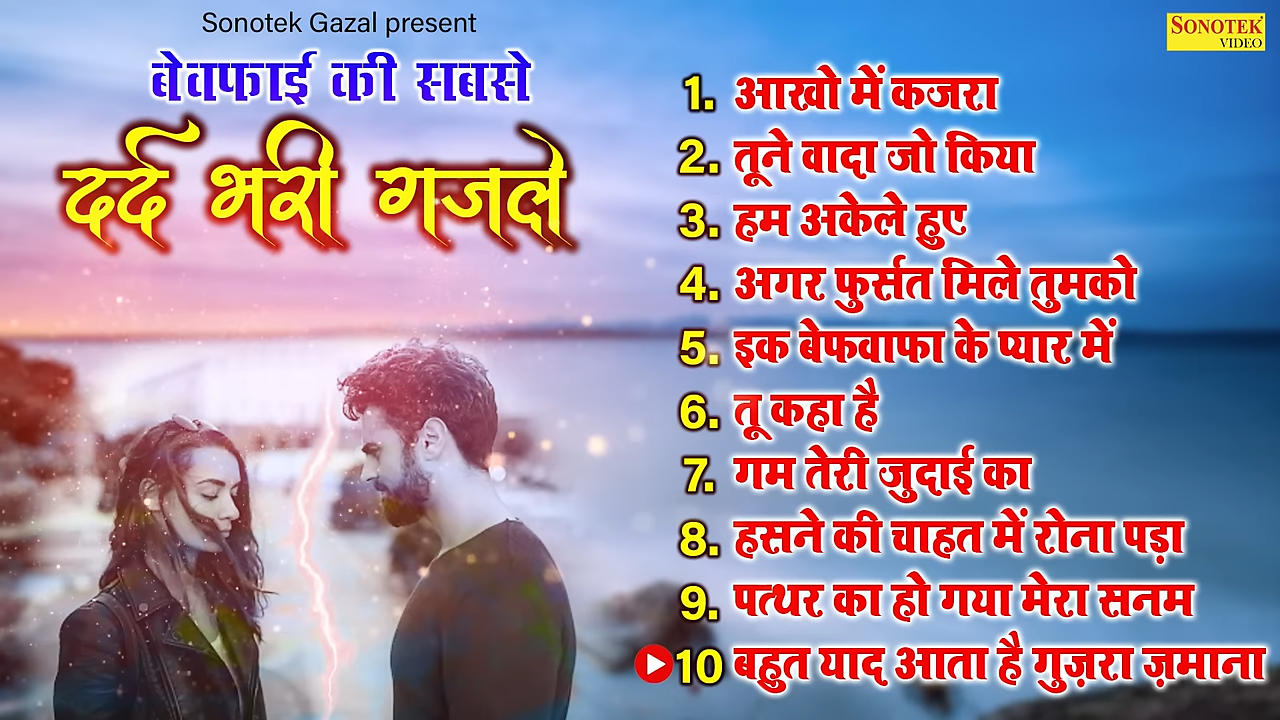 Sonotek Gazal present
SONOTEK
VIDEO
बेवफाई की सबसे
दर्द भरी गजले
1. आखो में कजरा
2. तूने वादा जो किया
3. हम अकेले हुए
4. अगर फुर्सत मिले तुमको
5. इक बेफवाफा के प्यार में
6. तू कहा है
7. गम तेरी जुदाई का
8. हसने की चाहत में रोना पड़ा
9. पत्थर का हो गया मेरा सनम
10 बहुत याद आता है गुज़रा ज़माना